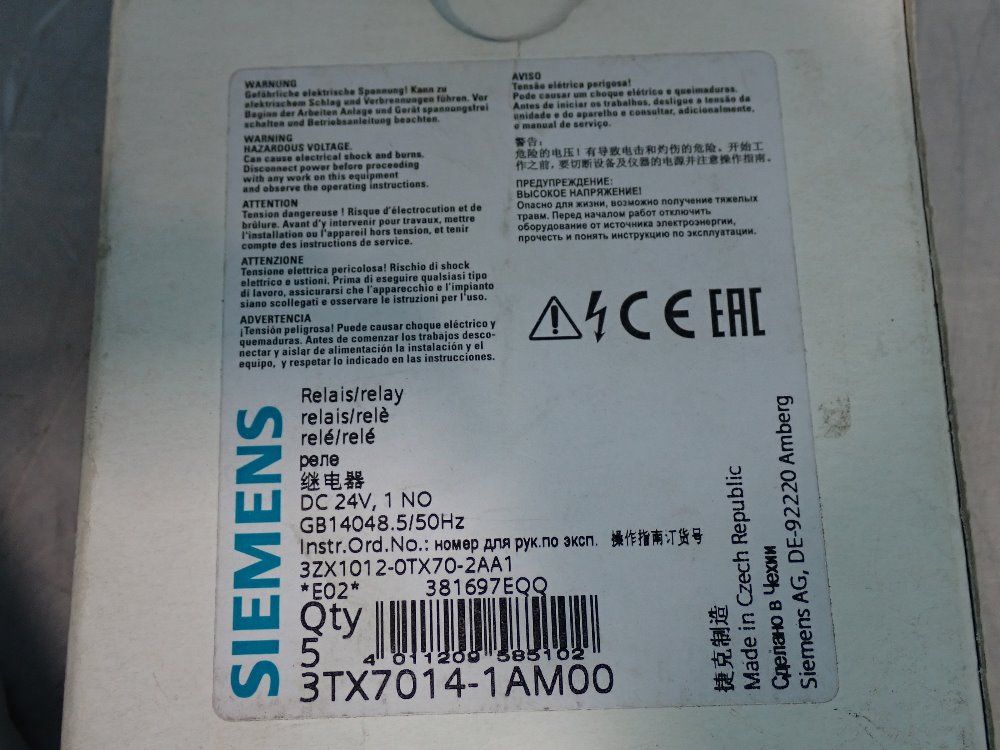 WARNUNG
Gefährliche elektrische Spannung! Kann zu
elektrischem Schlag und Verbrennungen führen. Vor
Beginn der Arbeiten Anlage und Gerät spannungsfrei
schalten und Betriebsanleitung beachten.
WARNING
HAZARDOUS VOLTAGE.
Can cause electrical shock and burns.
Disconnect power before proceeding
with any work on this equipment
and observe the operating instructions.
ATTENTION
Tension dangereuse ! Risque d'électrocution et de
brûlure. Avant d'y intervenir pour travaux, mettre
l'installation ou l'appareil hors tension, et tenir
compte des instructions de service.
ATTENZIONE
Tensione elettrica pericolosa! Rischio di shock
elettrico e ustioni. Prima di eseguire qualsiasi tipo
di lavoro, assicurarsi che l'apparecchio e l'impianto
siano scollegati e osservare le istruzioni per l'uso.
ADVERTENCIA
¡Tensión peligrosa! Puede causar choque eléctrico y
quemaduras. Antes de comenzar los trabajos desco-
nectar y aislar de alimentación la instalación y el
equipo, y respetar lo indicado en las instrucciones.
AVISO
Tensão elétrica perigosa!
Pode causar um choque elétrico e queimaduras.
Antes de iniciar os trabalhos, desligue a tensão da
unidade e do aparelho e consultar, adicionalmente,
o manual de serviço.
警告:
危险的电压!有导致电击和灼伤的危险。开始工
作之前,要切断设备及仪器的电源并注意操作指南。
ПРЕДУПРЕЖДЕНИЕ:
ВЫСОКОЕ НАПРЯЖЕНИЕ!
Опасно для жизни, возможно получение тяжелых
травм. Перед началом работ отключить
оборудование от источника электроэнергии,
прочесть и понять инструкцию по эксплуатации.
CE EAC
SIEMENS
Relais/relay
relais/relè
relé/relé
реле
继电器
DC 24V, 1 NO
GB14048.5/50Hz
Instr.Ord.No.: номер для рук.по эксп. 操作指南订货号
3ZX1012-0TX70-2AA1
*E02* 381697EQQ
Qty
5
4 011209 585102
3TX7014-1AM00
捷克制造
Made in Czech Republic
Сделано в Чехии
Siemens AG, DE-92220 Amberg